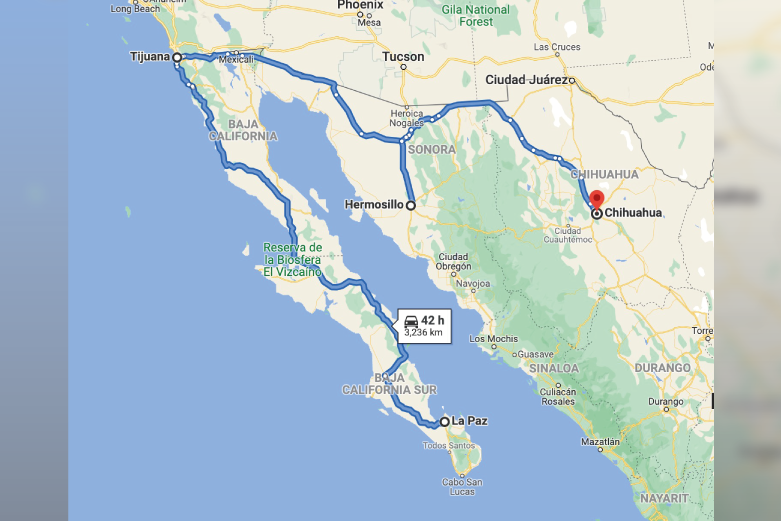 Long Beach
Phoenix
Mesa
Gila National
Forest
Tijuana
Mexicali
Tucson
Las Cruces
Ciudad Juárez
BAJA
CALIFORNIA
Heroica
Nogales
SONORA
CHIHUAHUA
Hermosillo
Chihuahua
Ciudad
Cuauhtémoc
Reserva de
la Biosfera
El Vizcaíno
Ciudad
Obregón
Navojoa
42 h
3,236 km
Los Mochis
Guasave
SINALOA
DURANGO
BAJA
CALIFORNIA SUR
Culiacán
Rosales
Durango
La Paz
Todos Santos
Mazatlán
Cabo San
Lucas
NAYARIT